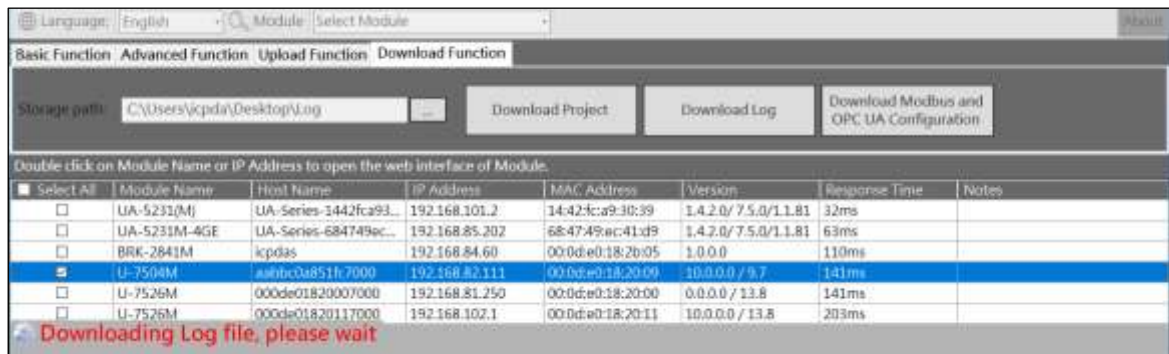 Language: English Module Select Module About
Basic Function Advanced Function Upload Function Download Function
Storage path: C:\Users\icpda\Desktop\Log ... Download Project Download Log Download Modbus and
OPC UA Configuration
Double click on Module Name or IP Address to open the web interface of Module.
Select All Module Name Host Name IP Address MAC Address Version Response Time Notes
UA-5231(M) UA-Series-1442fca93... 192.168.101.2 14:42:fc:a9:30:39 1.4.2.0/ 7.5.0/1.1.81 32ms
UA-5231M-4GE UA-Series-684749ec... 192.168.85.202 68:47:49:ec:41:d9 1.4.2.0/ 7.5.0/1.1.81 63ms
BRK-2841M icpdas 192.168.84.60 00:0d:e0:18:2b:05 1.0.0.0 110ms
U-7504M aabbc0a851fc7000 192.168.82.111 00:0d:e0:18:20:09 10.0.0.0 / 9.7 141ms
U-7526M 000de01820007000 192.168.81.250 00:0d:e0:18:20:00 0.0.0.0 / 13.8 141ms
U-7526M 000de01820117000 192.168.102.1 00:0d:e0:18:20:11 10.0.0.0 / 13.8 203ms
Downloading Log file, please wait